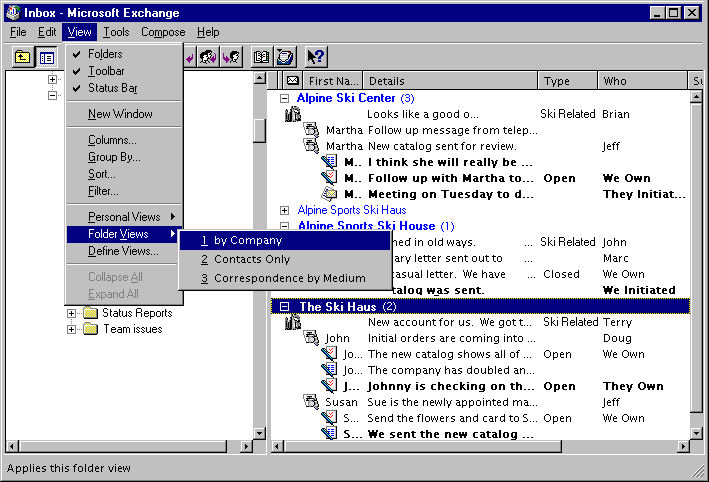 Inbox - Microsoft Exchange
File Edit View Tools Compose Help
Folders
Toolbar
Status Bar
New Window
Columns...
Group By...
Sort...
Filter...
Personal Views
Folder Views
Define Views...
Collapse All
Expand All
1 by Company
2 Contacts Only
3 Correspondence by Medium
Status Reports
Team issues
First Na... Details Type Who Su
Alpine Ski Center (3)
Looks like a good o... Ski Related Brian
Martha Follow up message from telep...
Martha New catalog sent for review. Jeff
M.. I think she will really be ...
M.. Follow up with Martha to... Open We Own
M.. Meeting on Tuesday to d... They Initiat...
Alpine Sports Ski Haus
Alpine Sports Ski House (1)
ned in old ways. ... Ski Related John
ary letter sent out to ... Marc
casual letter. We have ... Closed We Own
atalog was sent. We Initiated
The Ski Haus (2)
New account for us. We got t... Ski Related Terry
John Initial orders are coming into ... Doug
Jo... The new catalog shows all of ... Open We Own
Jo... The company has doubled an...
J... Johnny is checking on th... Open They Own
Susan Sue is the newly appointed ma... Jeff
S... Send the flowers and card to S... Open We Own
S... We sent the new catalog ...
Applies this folder view